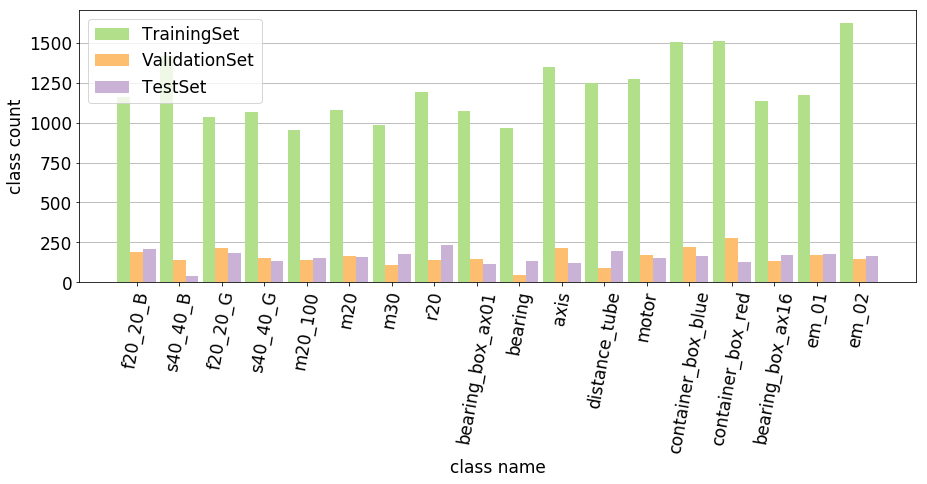 TrainingSet
ValidationSet
TestSet
class count
1500
1250
1000
750
500
250
0
f20_20_B
s40_40_B
f20_20_G
s40_40_G
m20_100
m20
m30
r20
bearing_box_ax01
bearing
axis
distance_tube
motor
container_box_blue
container_box_red
bearing_box_ax16
em_01
em_02
class name